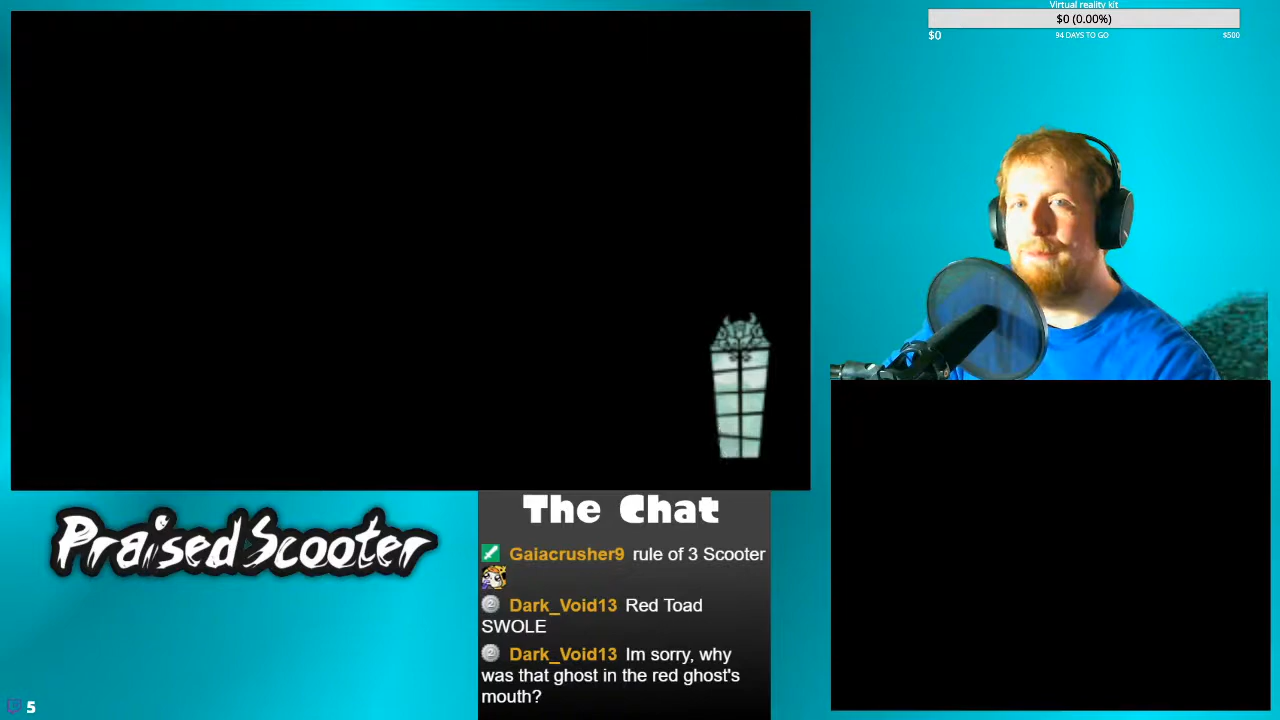 Virtual reality kit
$0 (0.00%)
$0
94 DAYS TO GO
$500
PraisedScooter
The Chat
Gaiacrusher9 rule of 3 Scooter
Dark_Void13 Red Toad
SWOLE
Dark_Void13 Im sorry, why
was that ghost in the red ghost's
mouth?
5